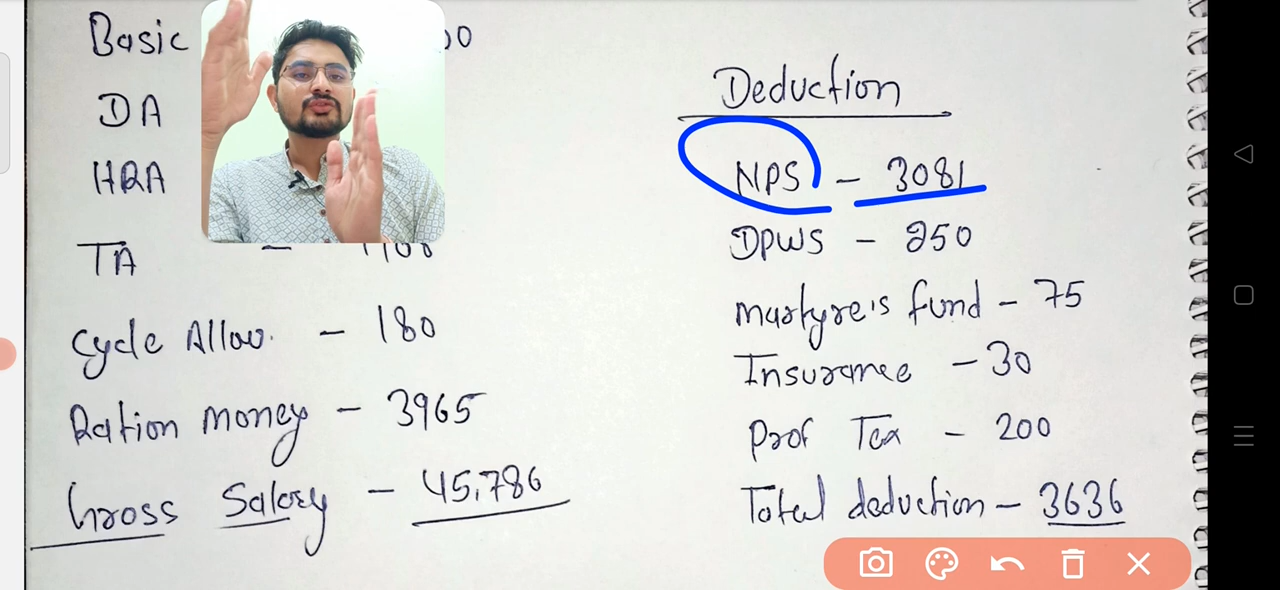 Basic
DA
HRA
TA
Cycle Allow. - 180
Ration money - 3965
Gross Salary - 45,786
Deduction
NPS - 3081
DPWS - 250
Martyre's fund - 75
Insurance - 30
Prof Tax - 200
Total deduction - 3636